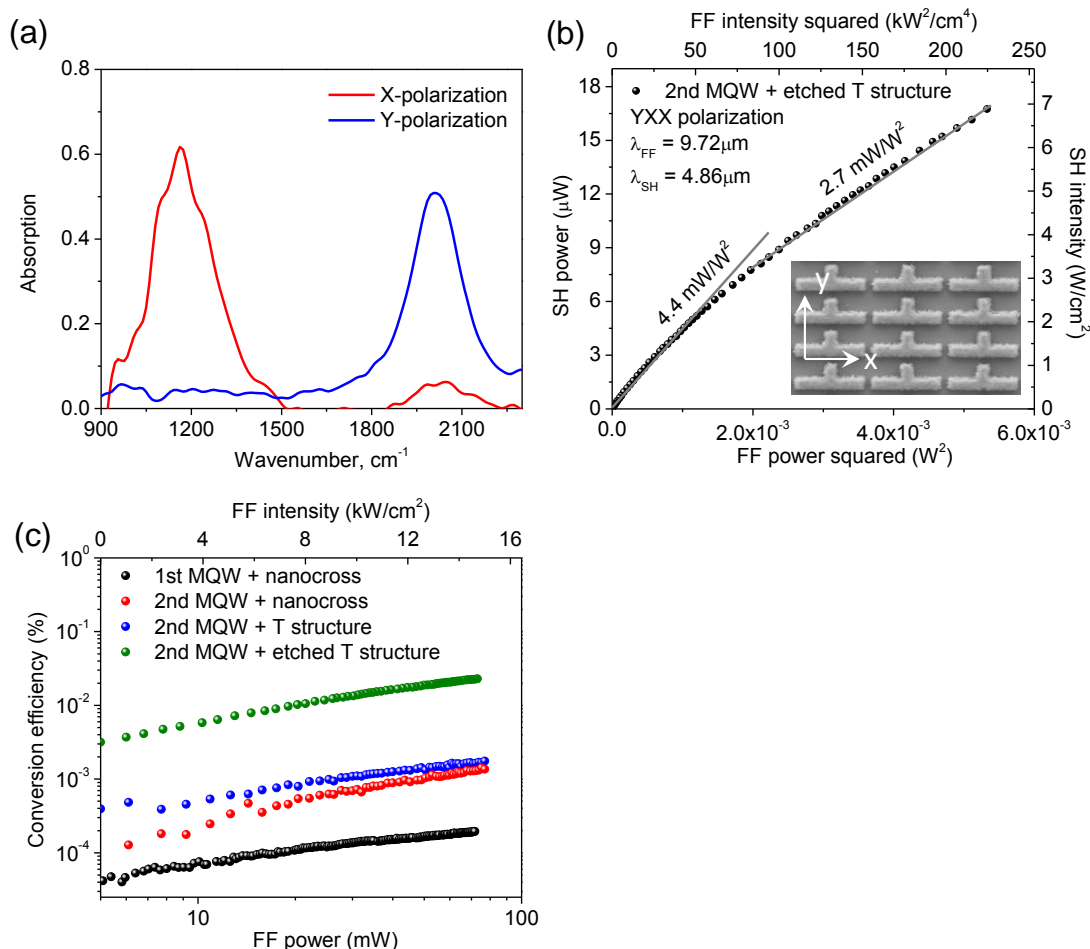 (a)
0.8
0.6
0.4
0.2
0.0
Absorption
X-polarization
Y-polarization
900 1200 1500 1800 2100
Wavenumber, cm⁻¹
(b)
FF intensity squared (kW²/cm⁴)
0 50 100 150 200 250
18
15
12
9
6
3
0
SH power (μW)
2nd MQW + etched T structure
YXX polarization
λFF = 9.72μm
λSH = 4.86μm
4.4 mW/W²
2.7 mW/W²
y
x
7
6
5
4
3
2
1
0
SH intensity (W/cm²)
0.0 2.0x10⁻³ 4.0x10⁻³ 6.0x10⁻³
FF power squared (W²)
(c)
FF intensity (kW/cm²)
0 4 8 12 16
10⁰
10⁻¹
10⁻²
10⁻³
10⁻⁴
Conversion efficiency (%)
1st MQW + nanocross
2nd MQW + nanocross
2nd MQW + T structure
2nd MQW + etched T structure
10 100
FF power (mW)